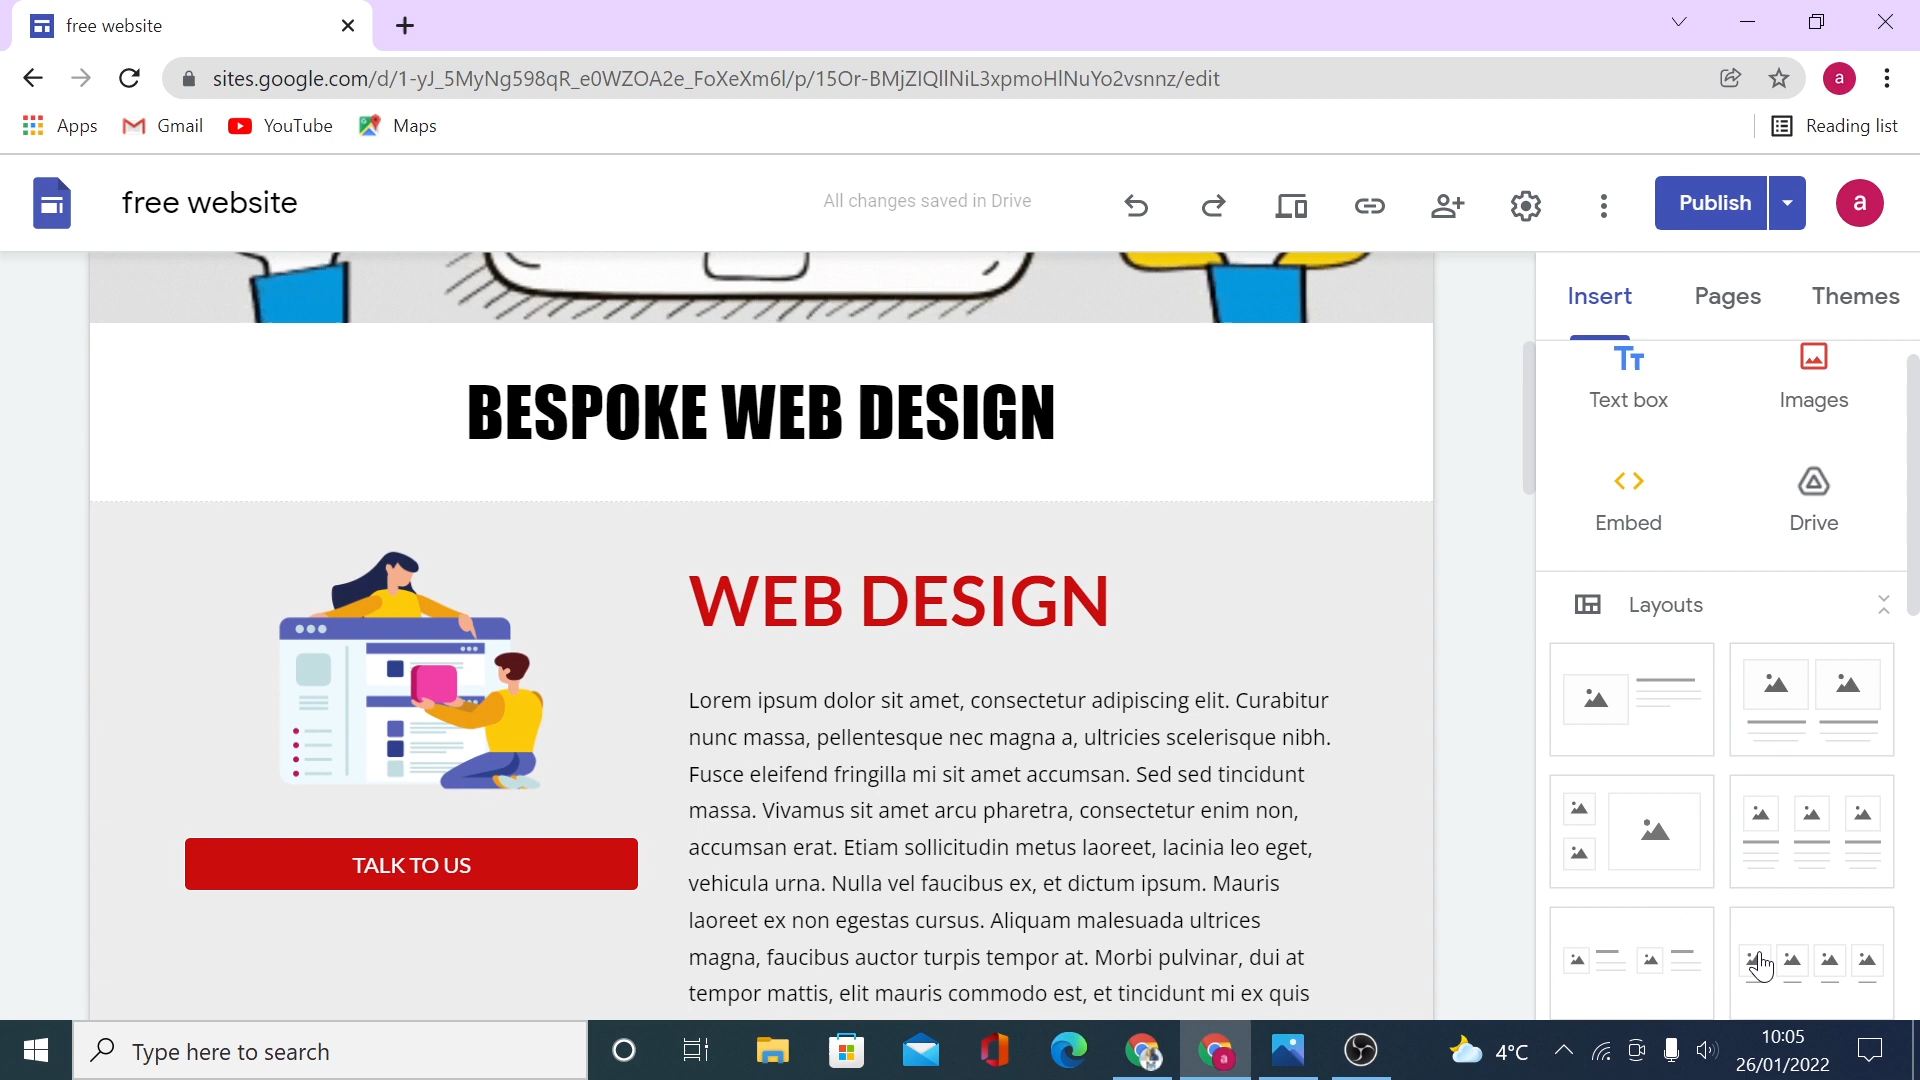 free website
sites.google.com/d/1-yJ_5MyNg598qR_e0WZOA2e_FoXeXm6l/p/15Or-BMjZIQllNiL3xpmoHlNuYo2vsnnz/edit
a
Apps
Gmail
YouTube
Maps
Reading list
free website
All changes saved in Drive
Publish
a
Insert
Pages
Themes
Text box
Images
Embed
Drive
Layouts
BESPOKE WEB DESIGN
WEB DESIGN
Lorem ipsum dolor sit amet, consectetur adipiscing elit. Curabitur
nunc massa, pellentesque nec magna a, ultricies scelerisque nibh.
Fusce eleifend fringilla mi sit amet accumsan. Sed sed tincidunt
massa. Vivamus sit amet arcu pharetra, consectetur enim non,
accumsan erat. Etiam sollicitudin metus laoreet, lacinia leo eget,
vehicula urna. Nulla vel faucibus ex, et dictum ipsum. Mauris
laoreet ex non egestas cursus. Aliquam malesuada ultrices
magna, faucibus auctor turpis tempor at. Morbi pulvinar, dui at
tempor mattis, elit mauris commodo est, et tincidunt mi ex quis
TALK TO US
Type here to search
a
4°C
10:05
26/01/2022